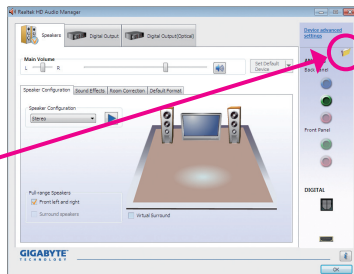 Realtek HD Audio Manager
Speakers
Digital Output
Digital Output(Optical)
Device advanced
settings
Main Volume
L
R
Set Default
Device
Back Panel
Speaker Configuration
Sound Effects
Room Correction
Default Format
Speaker Configuration
Stereo
Front Panel
Full-range Speakers
Front left and right
Surround speakers
Virtual Surround
DIGITAL
GIGABYTE
TECHNOLOGY
OK